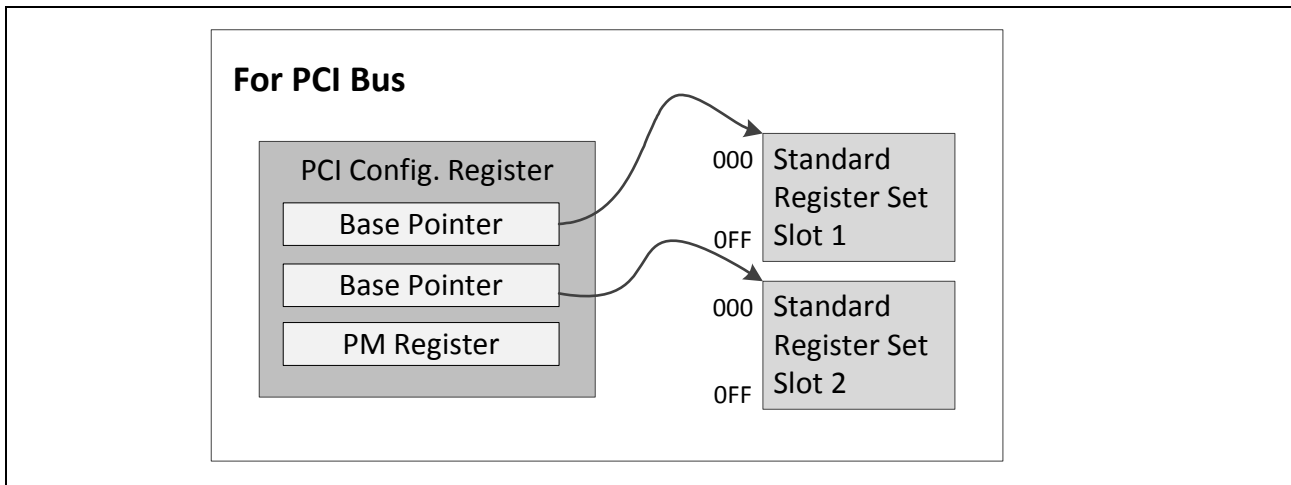 For PCI Bus
PCI Config. Register
Base Pointer
Base Pointer
PM Register
000
Standard
Register Set
0FF
Slot 1
000
Standard
Register Set
0FF
Slot 2